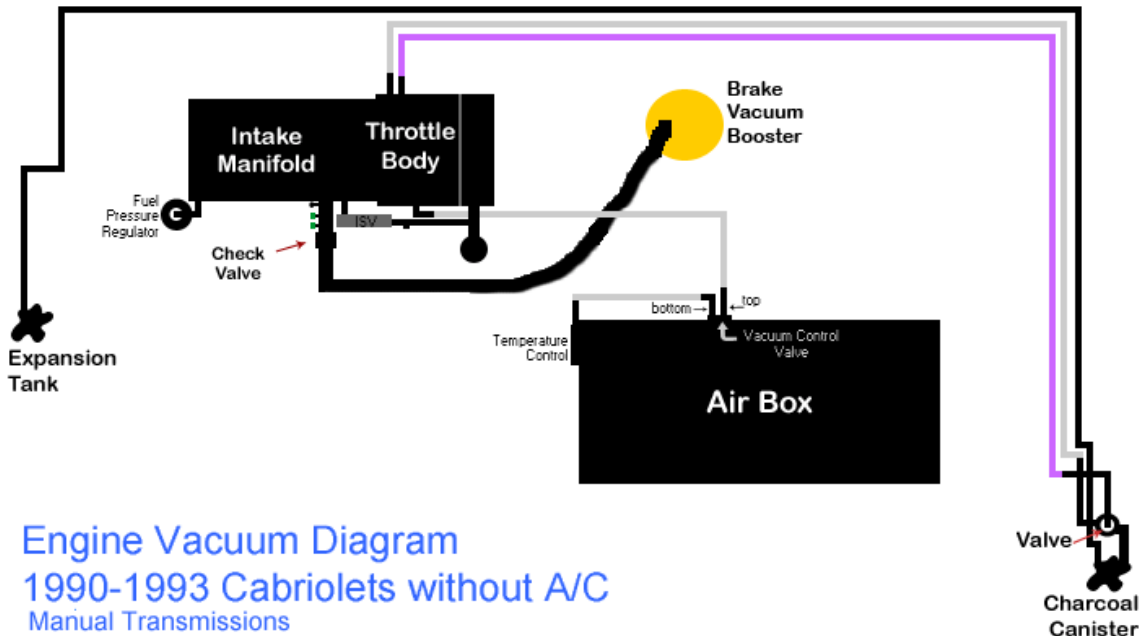 Brake
Vacuum
Booster
Intake
Manifold
Throttle
Body
Fuel
Pressure
Regulator
C
ISV
Check
Valve
bottom
top
Temperature
Control
Vacuum Control
Valve
Expansion
Tank
Air Box
Valve
Charcoal
Canister
Engine Vacuum Diagram
1990-1993 Cabriolets without A/C
Manual Transmissions